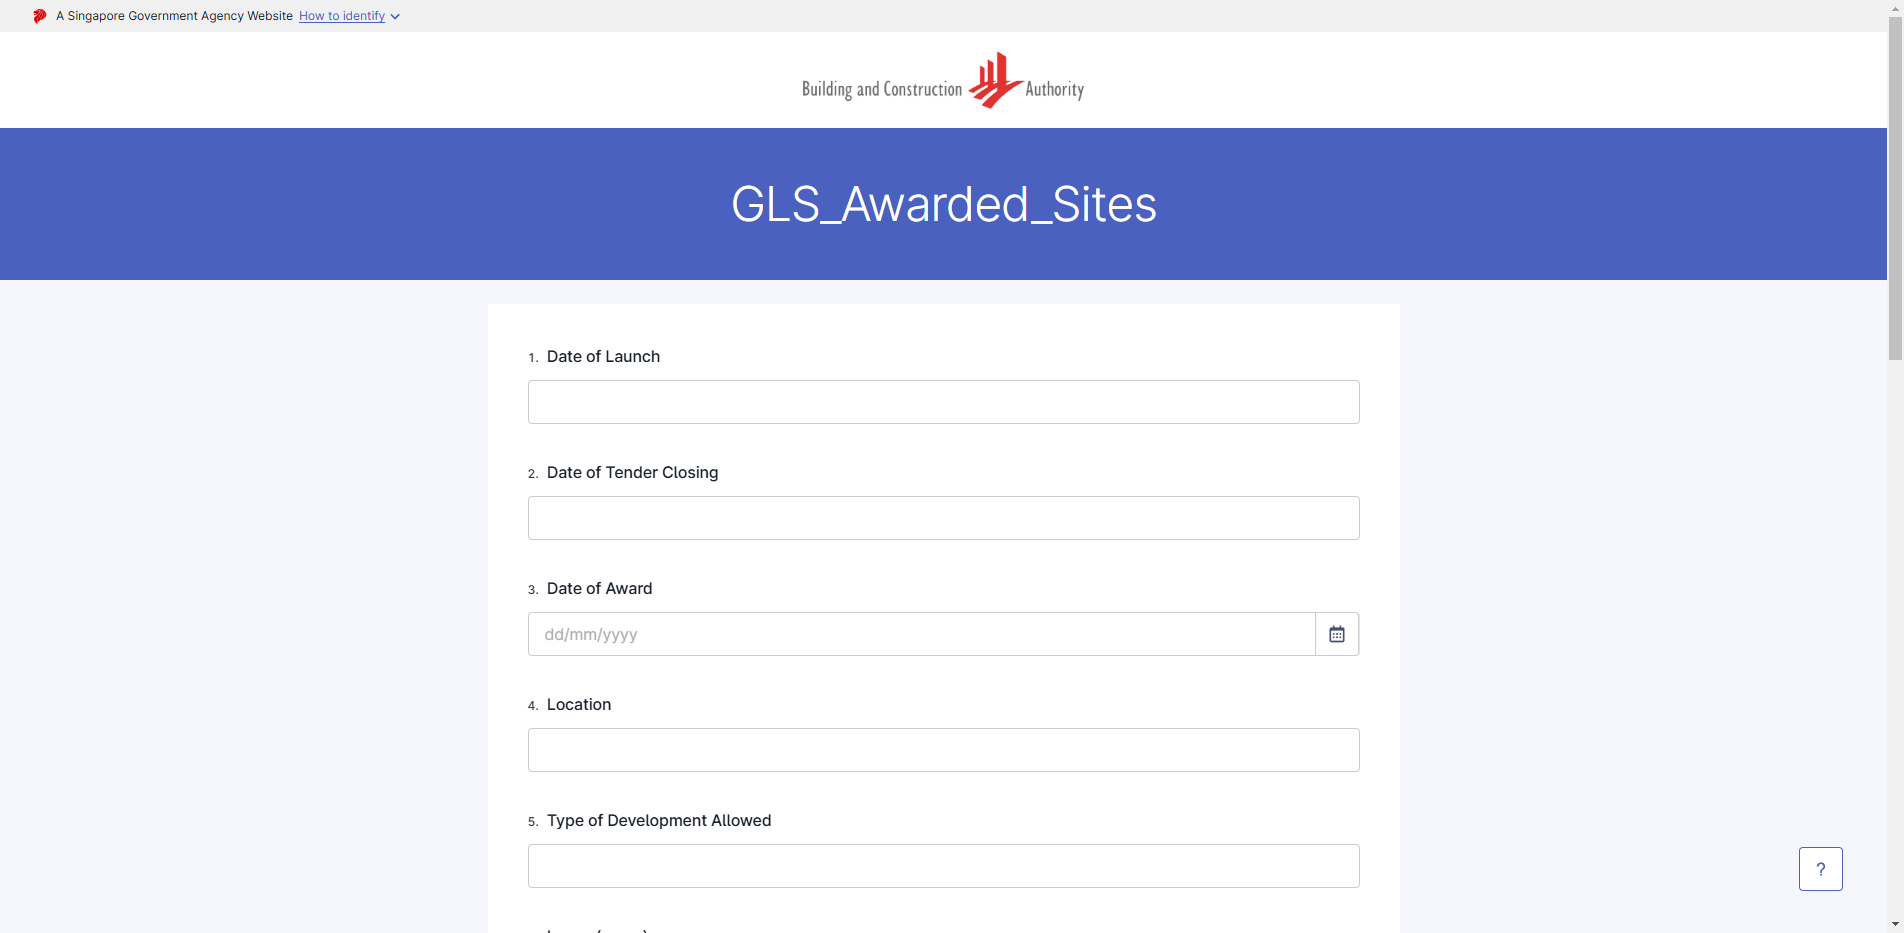 A Singapore Government Agency Website How to identify
Building and Construction Authority
GLS_Awarded_Sites
1. Date of Launch
2. Date of Tender Closing
3. Date of Award
dd/mm/yyyy
4. Location
5. Type of Development Allowed
?